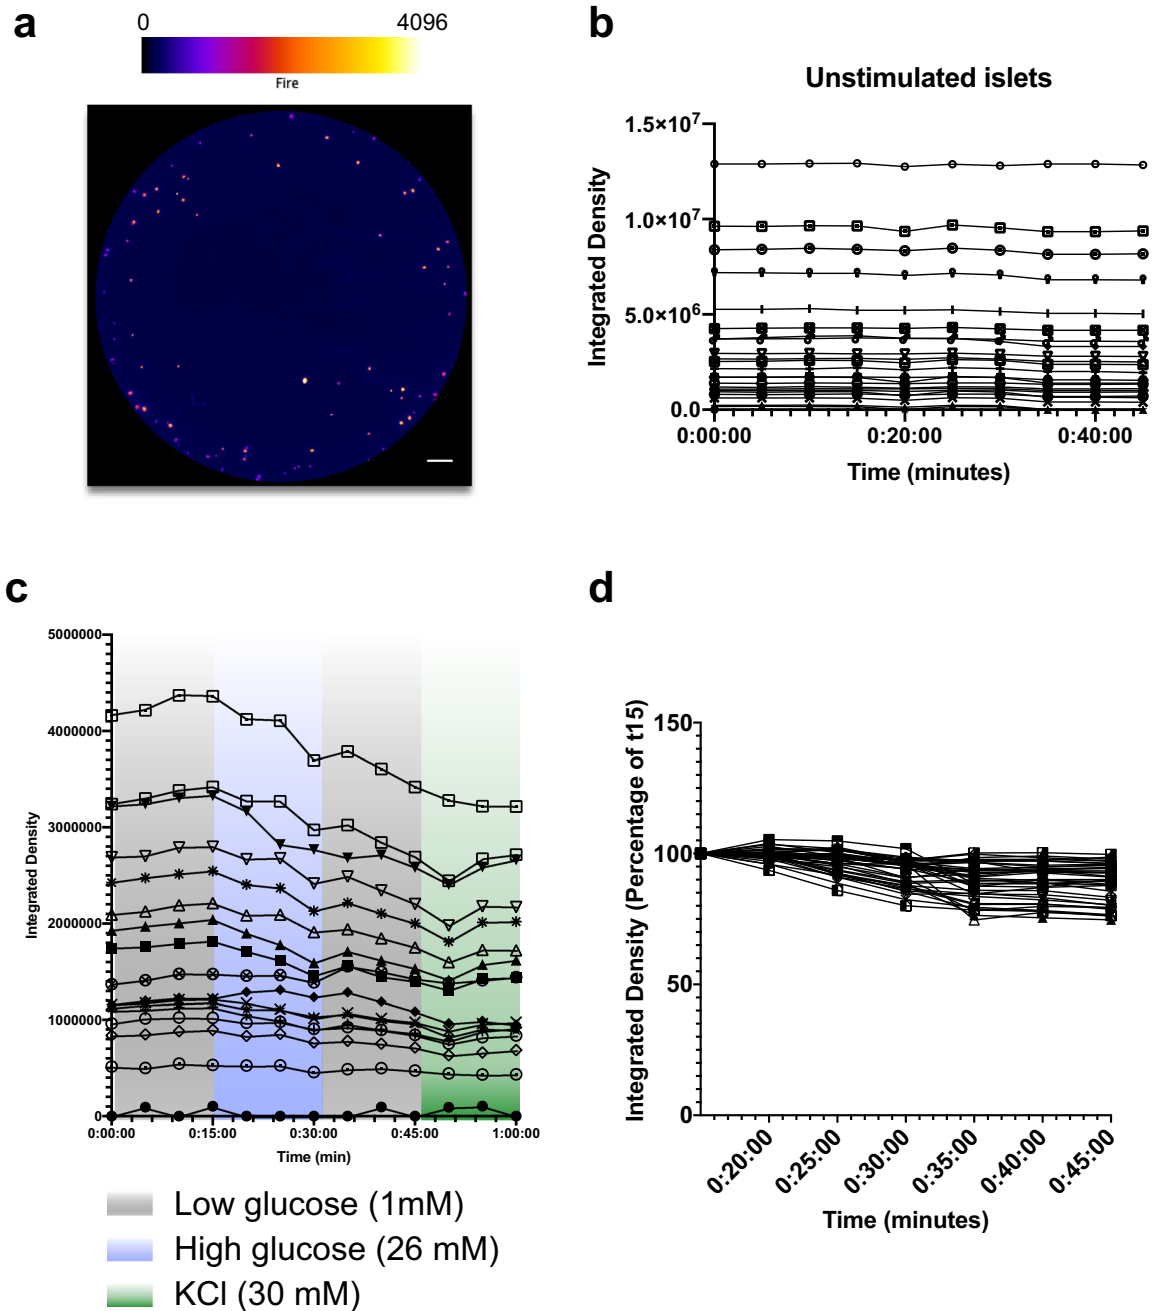 a
0 4096
Fire
b
Unstimulated islets
Integrated Density
1.5×10⁷
1.0×10⁷
5.0×10⁶
0.0
0:00:00 0:20:00 0:40:00
Time (minutes)
c
Integrated Density
5000000
4000000
3000000
2000000
1000000
0
0:00:00 0:15:00 0:30:00 0:45:00 1:00:00
Time (min)
Low glucose (1mM)
High glucose (26 mM)
KCl (30 mM)
d
Integrated Density (Percentage of t15)
150
100
50
0
0:20:00 0:25:00 0:30:00 0:35:00 0:40:00 0:45:00
Time (minutes)